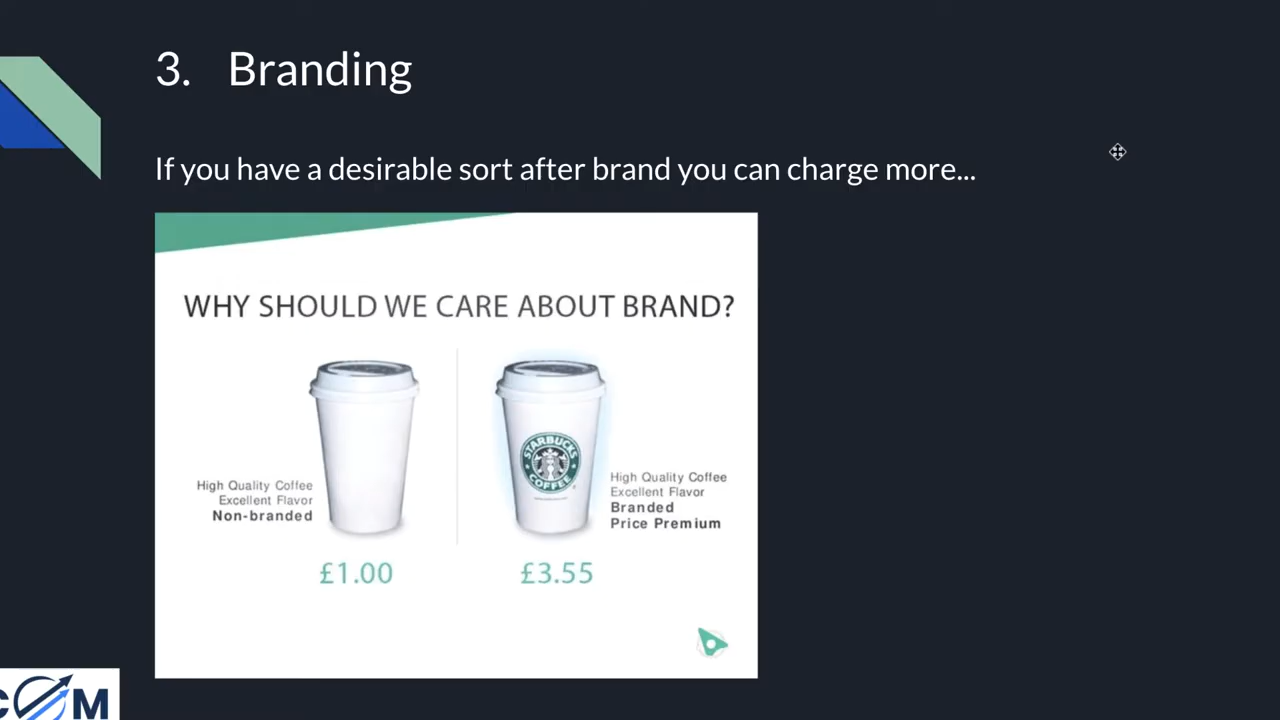 3. Branding
If you have a desirable sort after brand you can charge more...
WHY SHOULD WE CARE ABOUT BRAND?
High Quality Coffee
Excellent Flavor
Non-branded
£1.00
STARBUCKS
COFFEE
High Quality Coffee
Excellent Flavor
Branded
Price Premium
£3.55